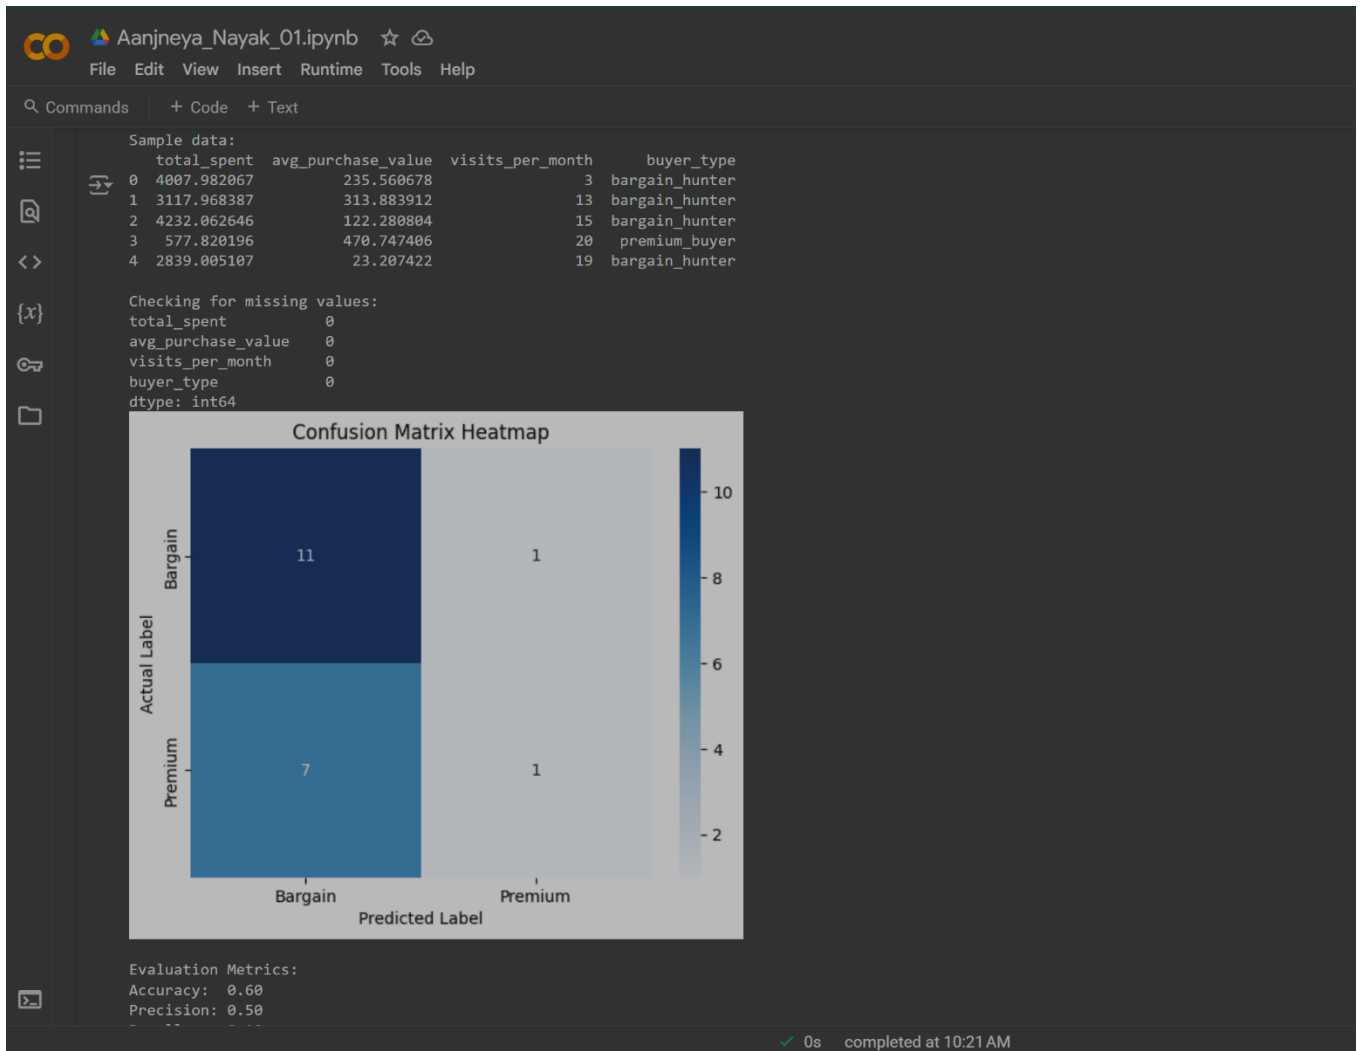 Aanjneya_Nayak_01.ipynb
File Edit View Insert Runtime Tools Help
Commands + Code + Text
Sample data:
total_spent avg_purchase_value visits_per_month buyer_type
0 4007.982067 235.560678 3 bargain_hunter
1 3117.968387 313.883912 13 bargain_hunter
2 4232.062646 122.280804 15 bargain_hunter
3 577.820196 470.747406 20 premium_buyer
4 2839.005107 23.207422 19 bargain_hunter
Checking for missing values:
total_spent 0
avg_purchase_value 0
visits_per_month 0
buyer_type 0
dtype: int64
Confusion Matrix Heatmap
10
8
6
4
2
Actual Label
Bargain
Premium
11 1
7 1
Bargain Premium
Predicted Label
Evaluation Metrics:
Accuracy: 0.60
Precision: 0.50
0s completed at 10:21 AM